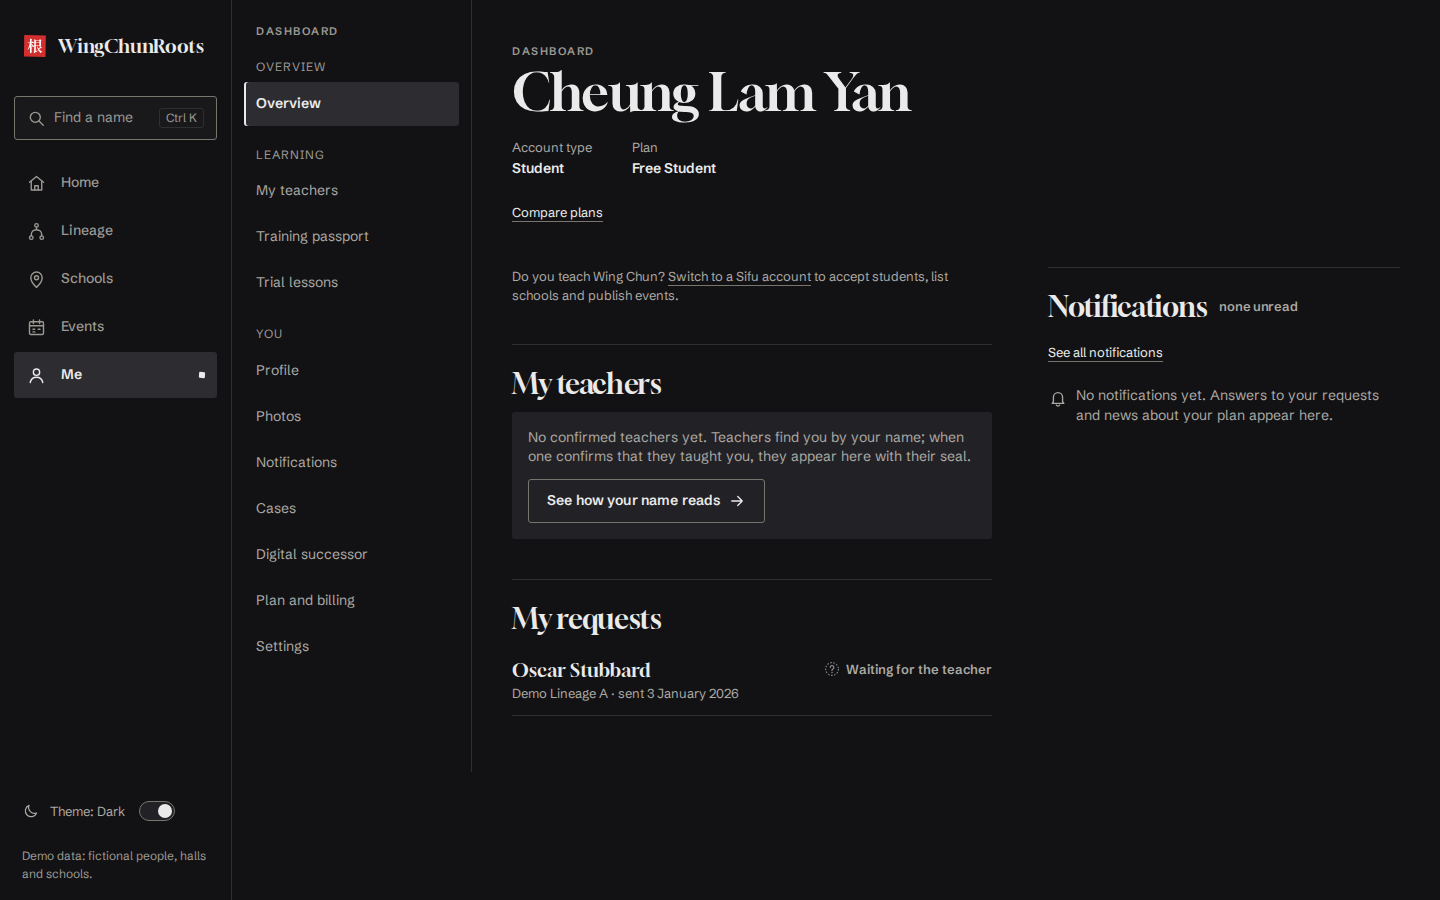 根 WingChunRoots
Find a name Ctrl K
Home
Lineage
Schools
Events
Me
Theme: Dark
Demo data: fictional people, halls
and schools.
DASHBOARD
OVERVIEW
Overview
LEARNING
My teachers
Training passport
Trial lessons
YOU
Profile
Photos
Notifications
Cases
Digital successor
Plan and billing
Settings
DASHBOARD
Cheung Lam Yan
Account type Plan
Student Free Student
Compare plans
Do you teach Wing Chun? Switch to a Sifu account to accept students, list
schools and publish events.
My teachers
No confirmed teachers yet. Teachers find you by your name; when
one confirms that they taught you, they appear here with their seal.
See how your name reads →
My requests
Oscar Stubbard ? Waiting for the teacher
Demo Lineage A · sent 3 January 2026
Notifications none unread
See all notifications
No notifications yet. Answers to your requests
and news about your plan appear here.